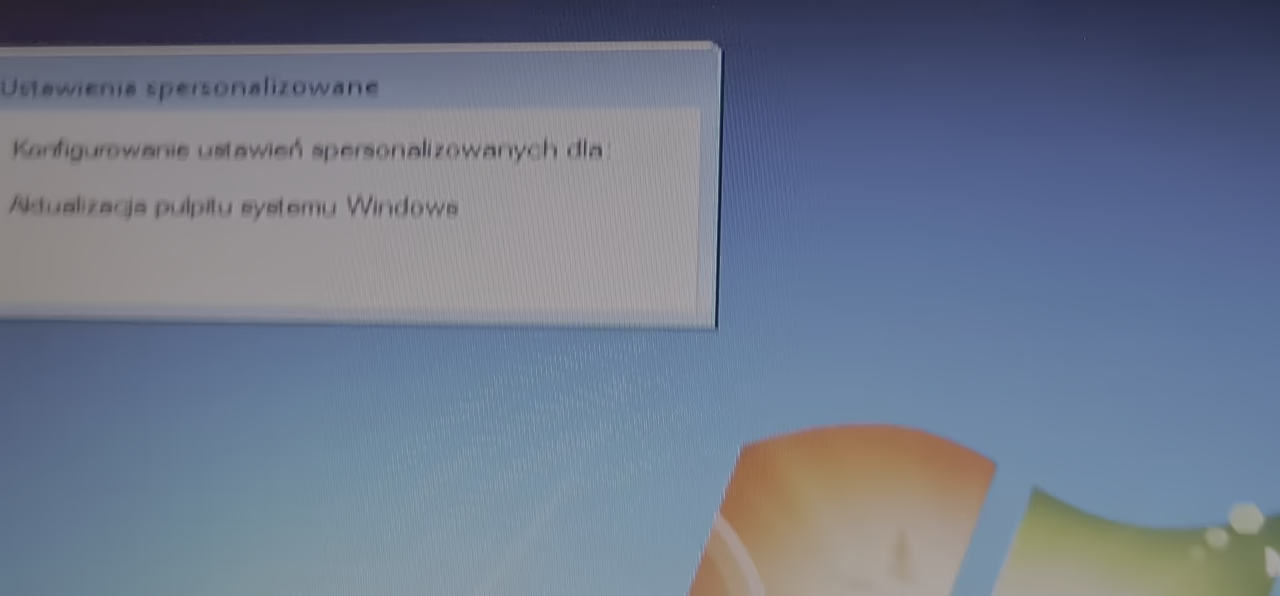 Ustawienia spersonalizowane
Konfigurowanie ustawień spersonalizowanych dla:
Aktualizacja pulpitu systemu Windows